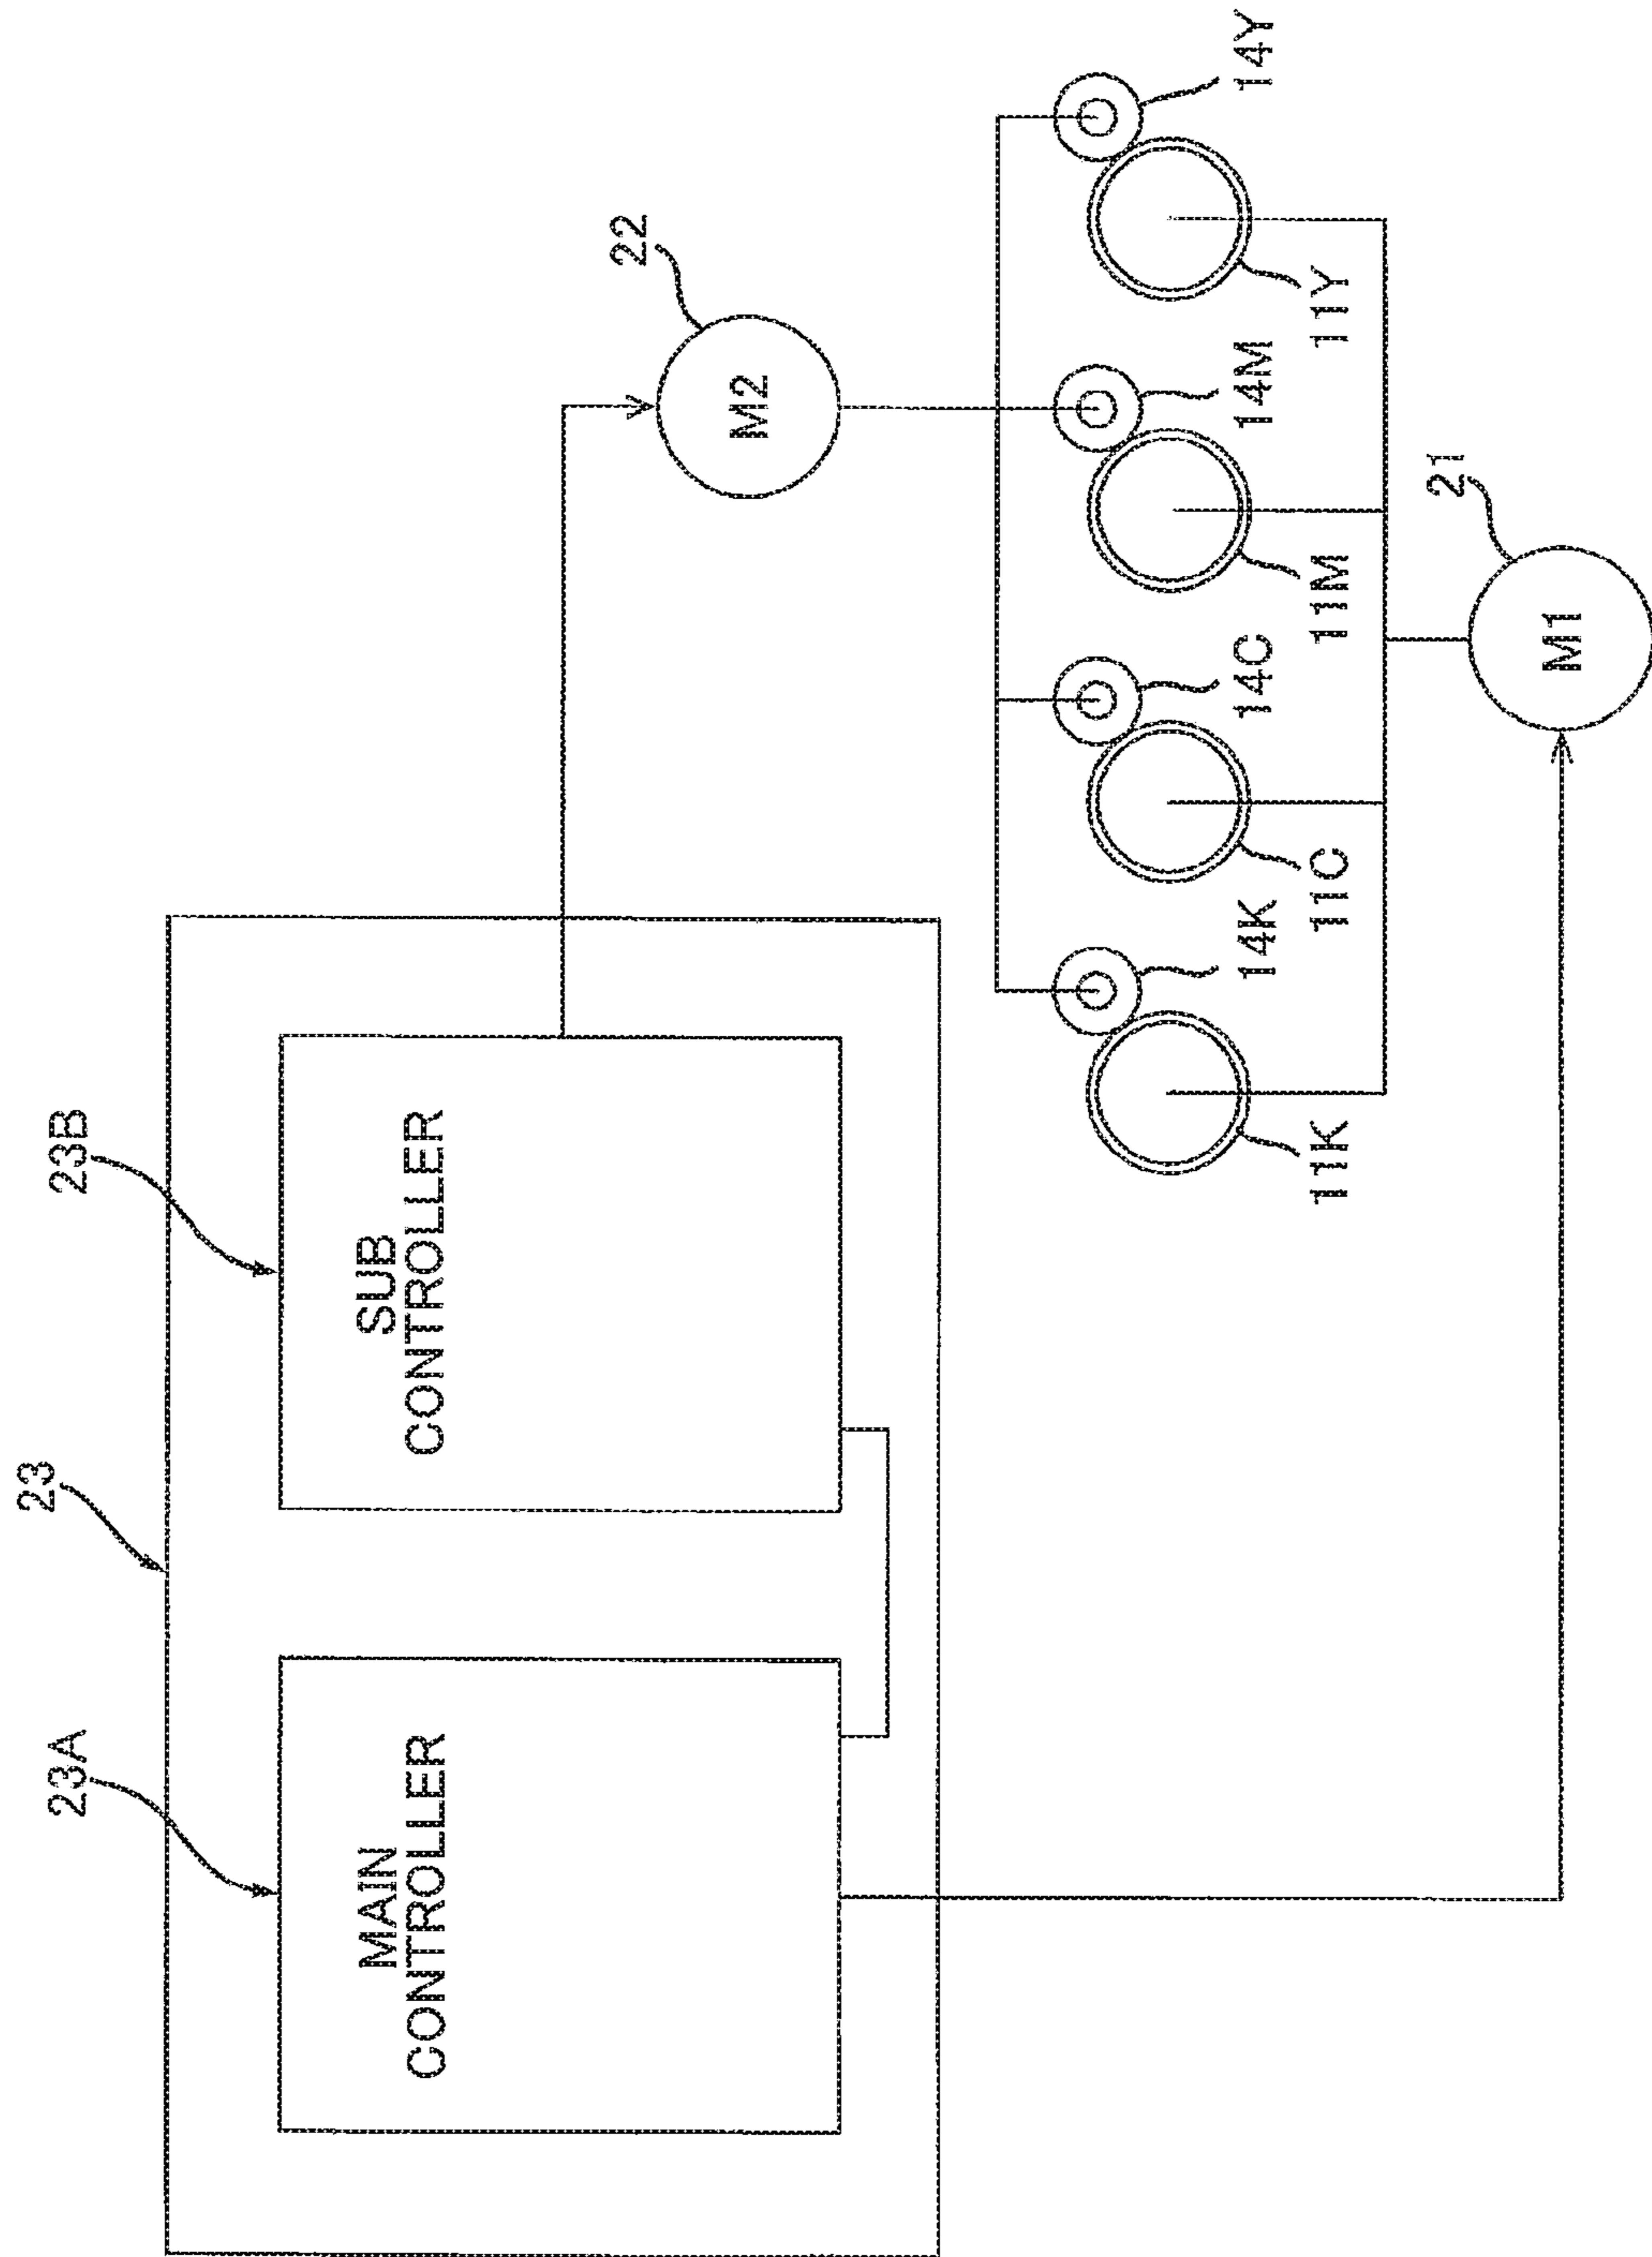 23
23A
23B
MAIN
CONTROLLER
SUB
CONTROLLER
22
M2
14K
14C
14M
14Y
11K
11C
11M
11Y
21
M1